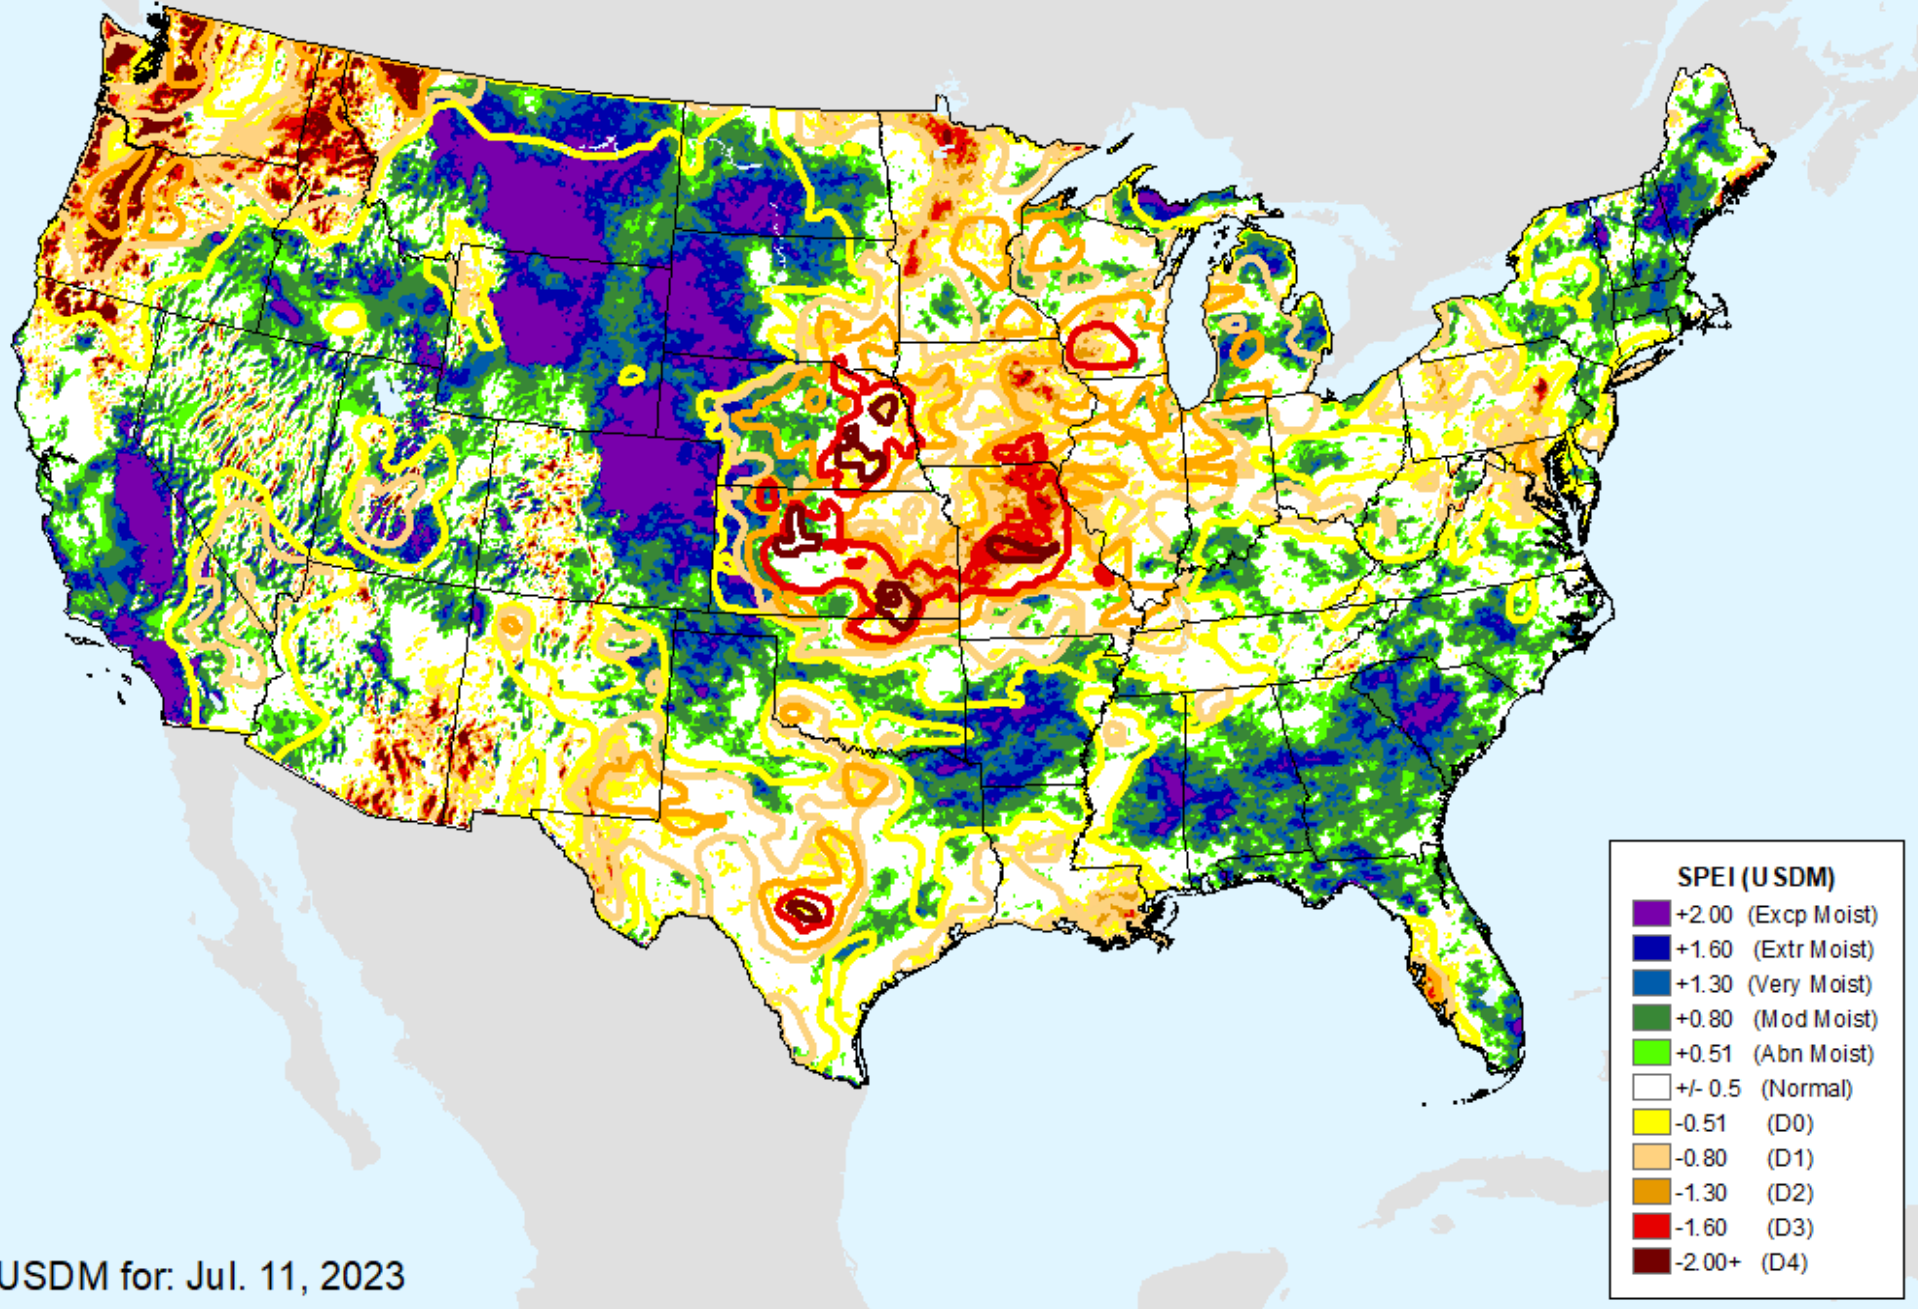 SPEI (USDM)
+2.00 (Excp Moist)
+1.60 (Extr Moist)
+1.30 (Very Moist)
+0.80 (Mod Moist)
+0.51 (Abn Moist)
+/- 0.5 (Normal)
-0.51 (D0)
-0.80 (D1)
-1.30 (D2)
-1.60 (D3)
-2.00+ (D4)
USDM for: Jul. 11, 2023